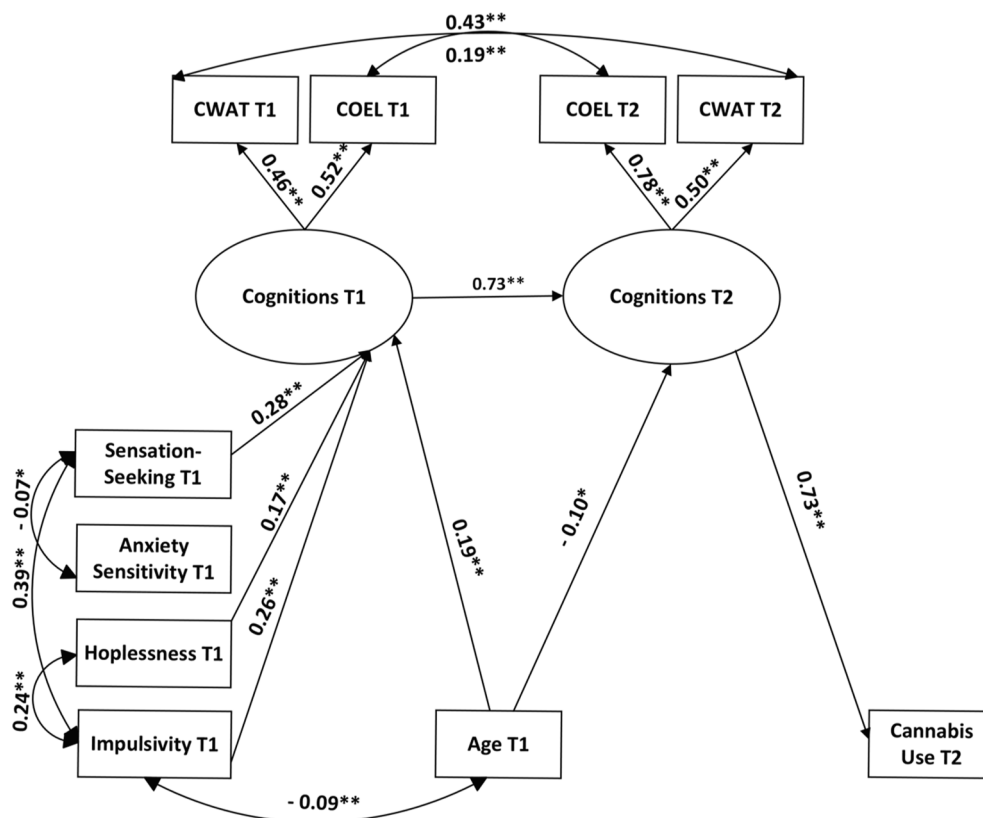 0.43**
0.19**
CWAT T1
COEL T1
COEL T2
CWAT T2
0.46**
0.52**
0.78**
0.50**
Cognitions T1
0.73**
Cognitions T2
0.28**
Sensation-
Seeking T1
- 0.07*
0.17**
0.73**
- 0.10*
Anxiety
Sensitivity T1
0.39**
0.19**
0.26**
Hoplessness T1
0.24**
Impulsivity T1
Age T1
Cannabis
Use T2
- 0.09**